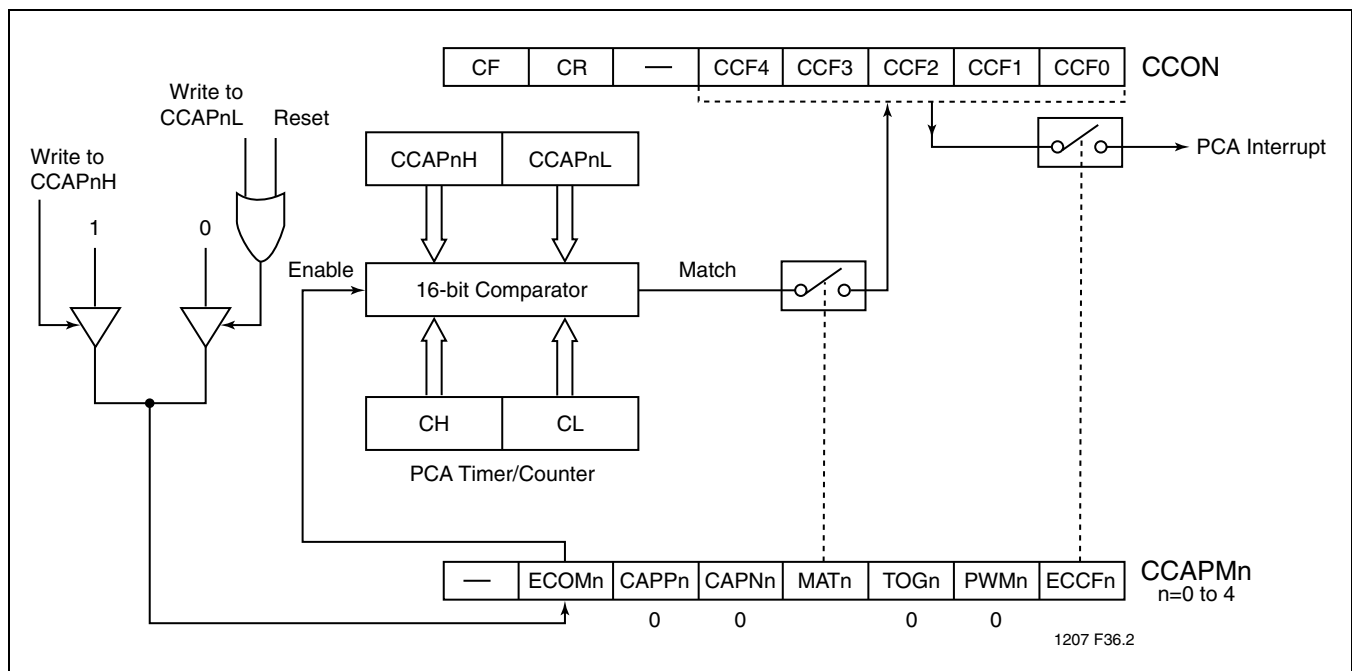 CF CR — CCF4 CCF3 CCF2 CCF1 CCF0 CCON
Write to
CCAPnL
Reset
Write to
CCAPnH
1
0
CCAPnH CCAPnL
PCA Interrupt
Enable
16-bit Comparator
Match
CH CL
PCA Timer/Counter
— ECOMn CAPPn CAPNn MATn TOGn PWMn ECCFn CCAPMn
n=0 to 4
0 0 0 0
1207 F36.2